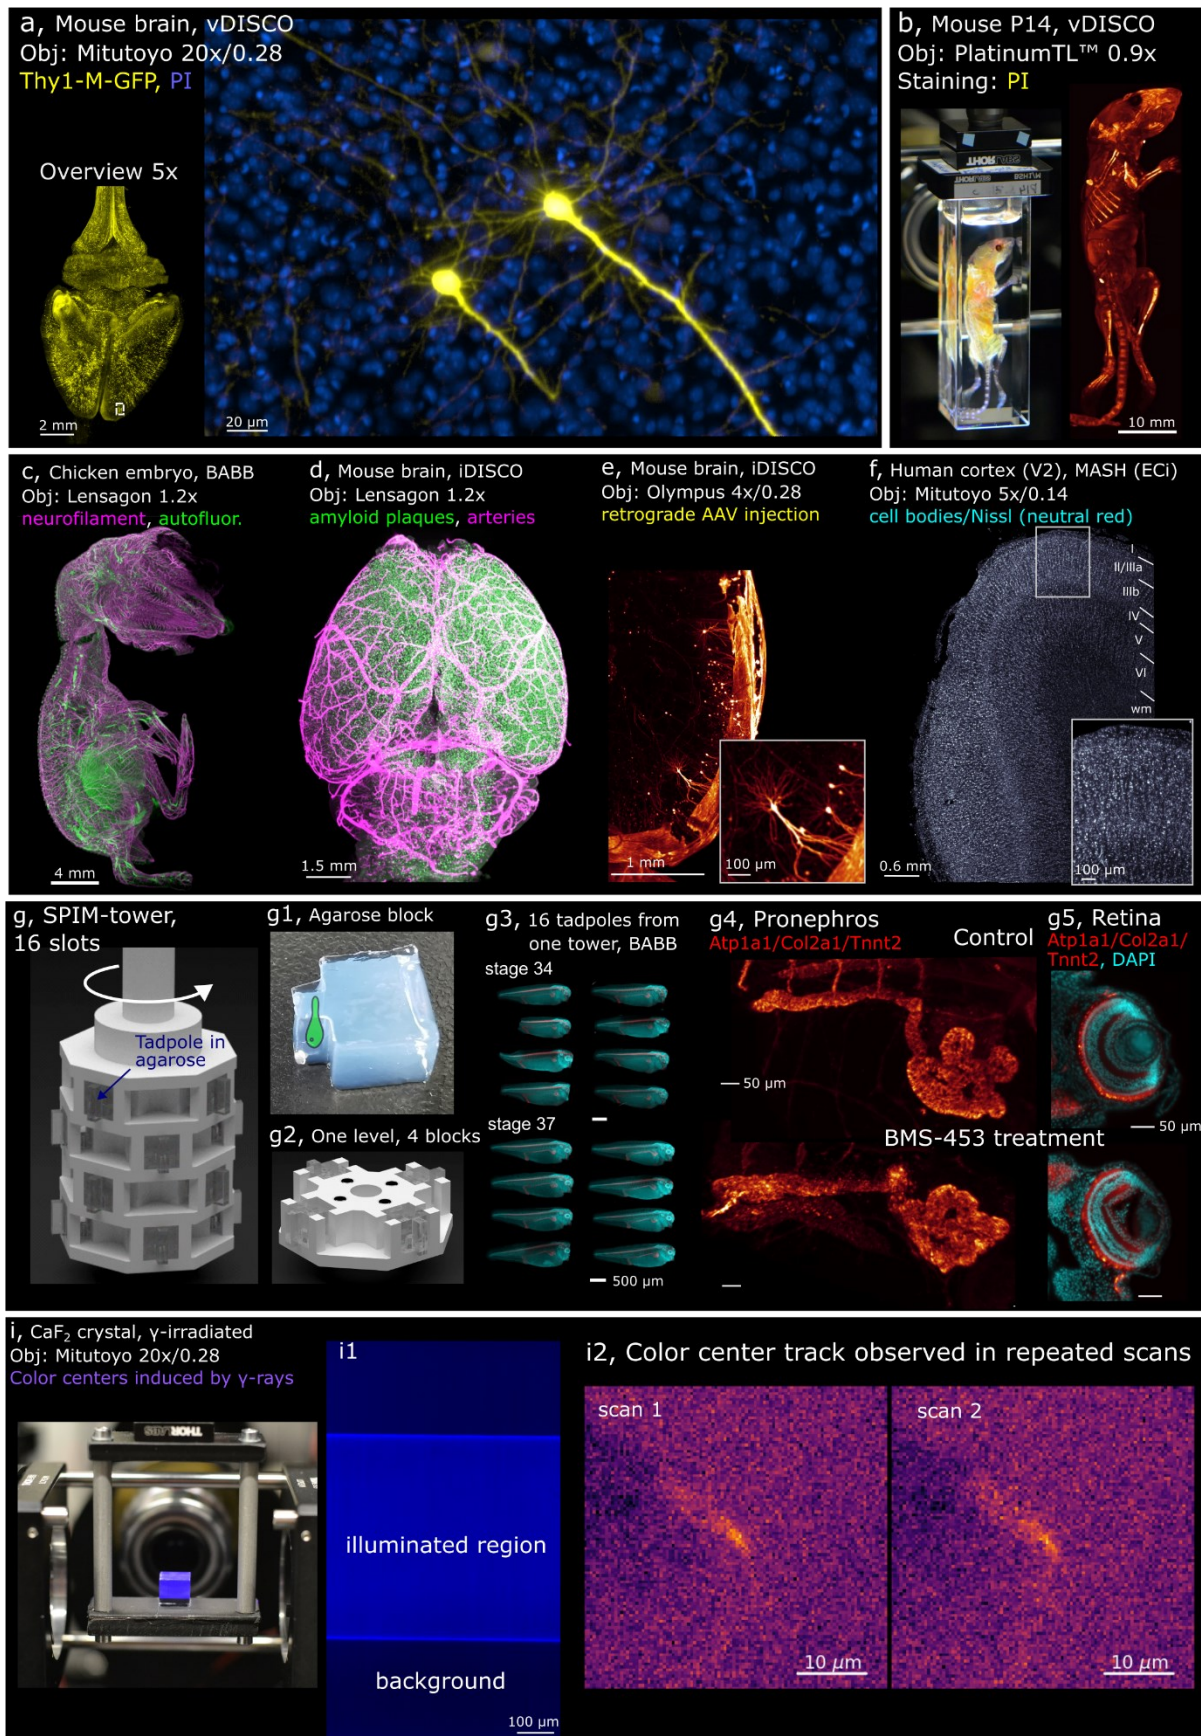 a, Mouse brain, vDISCO
Obj: Mitutoyo 20x/0.28
Thy1-M-GFP, PI
Overview 5x
2 mm
20 µm
b, Mouse P14, vDISCO
Obj: PlatinumTL™ 0.9x
Staining: PI
THORLABS
10 mm
c, Chicken embryo, BABB
Obj: Lensagon 1.2x
neurofilament, autofluor.
4 mm
d, Mouse brain, iDISCO
Obj: Lensagon 1.2x
amyloid plaques, arteries
1.5 mm
e, Mouse brain, iDISCO
Obj: Olympus 4x/0.28
retrograde AAV injection
1 mm
100 µm
f, Human cortex (V2), MASH (ECi)
Obj: Mitutoyo 5x/0.14
cell bodies/Nissl (neutral red)
I
II/IIIa
IIIb
IV
V
VI
wm
0.6 mm
100 µm
g, SPIM-tower,
16 slots
Tadpole in
agarose
g1, Agarose block
g2, One level, 4 blocks
g3, 16 tadpoles from
one tower, BABB
stage 34
stage 37
500 µm
g4, Pronephros
Atp1a1/Col2a1/Tnnt2
Control
50 µm
BMS-453 treatment
g5, Retina
Atp1a1/Col2a1/
Tnnt2, DAPI
50 µm
i, CaF₂ crystal, γ-irradiated
Obj: Mitutoyo 20x/0.28
Color centers induced by γ-rays
THORLABS
i1
illuminated region
background
100 µm
i2, Color center track observed in repeated scans
scan 1
10 µm
scan 2
10 µm